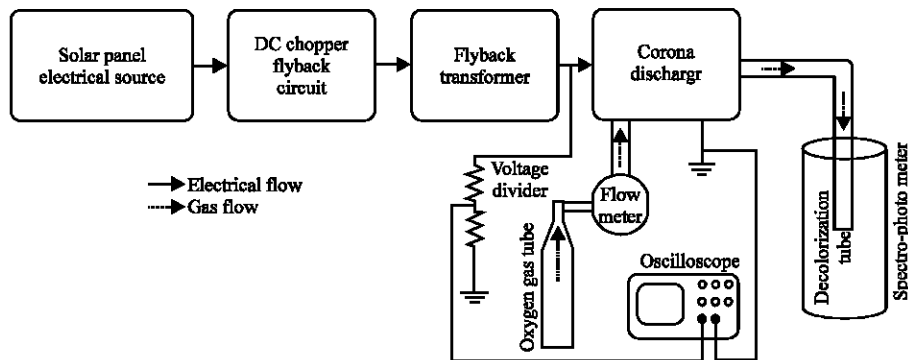 Solar panel
electrical source
DC chopper
flyback
circuit
Flyback
transformer
Corona
dischargr
Electrical flow
Gas flow
Voltage
divider
Flow
meter
Oxygen gas tube
Oscilloscope
Decolorization
tube
Spectro-photo meter